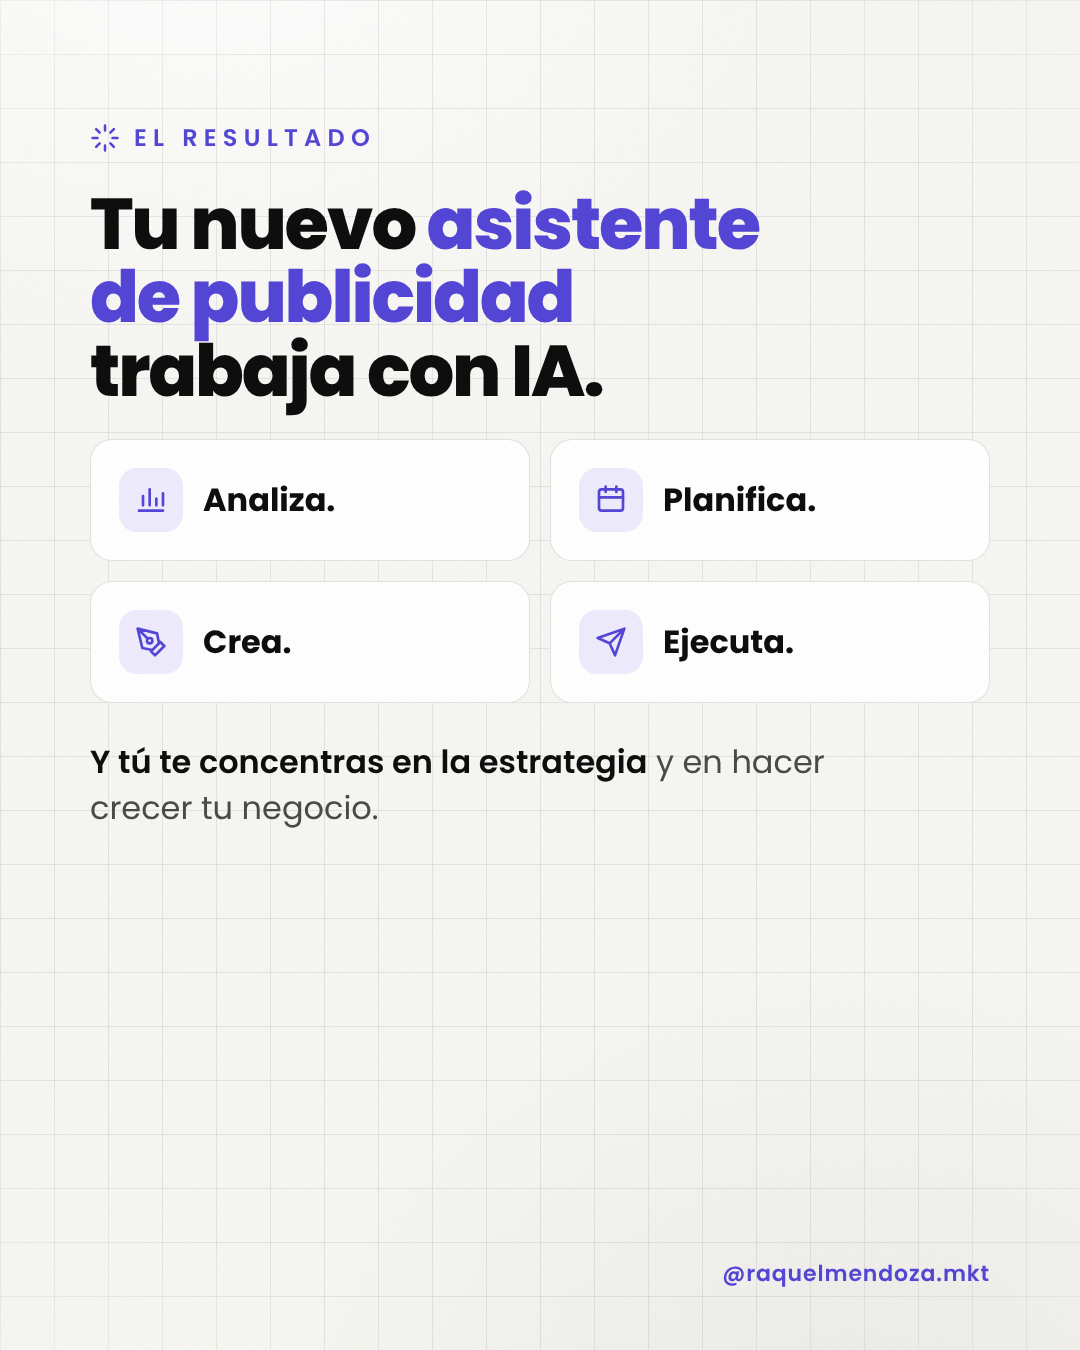 EL RESULTADO
Tu nuevo asistente
de publicidad
trabaja con IA.
Analiza.
Planifica.
Crea.
Ejecuta.
Y tú te concentras en la estrategia y en hacer
crecer tu negocio.
@raquelmendoza.mkt